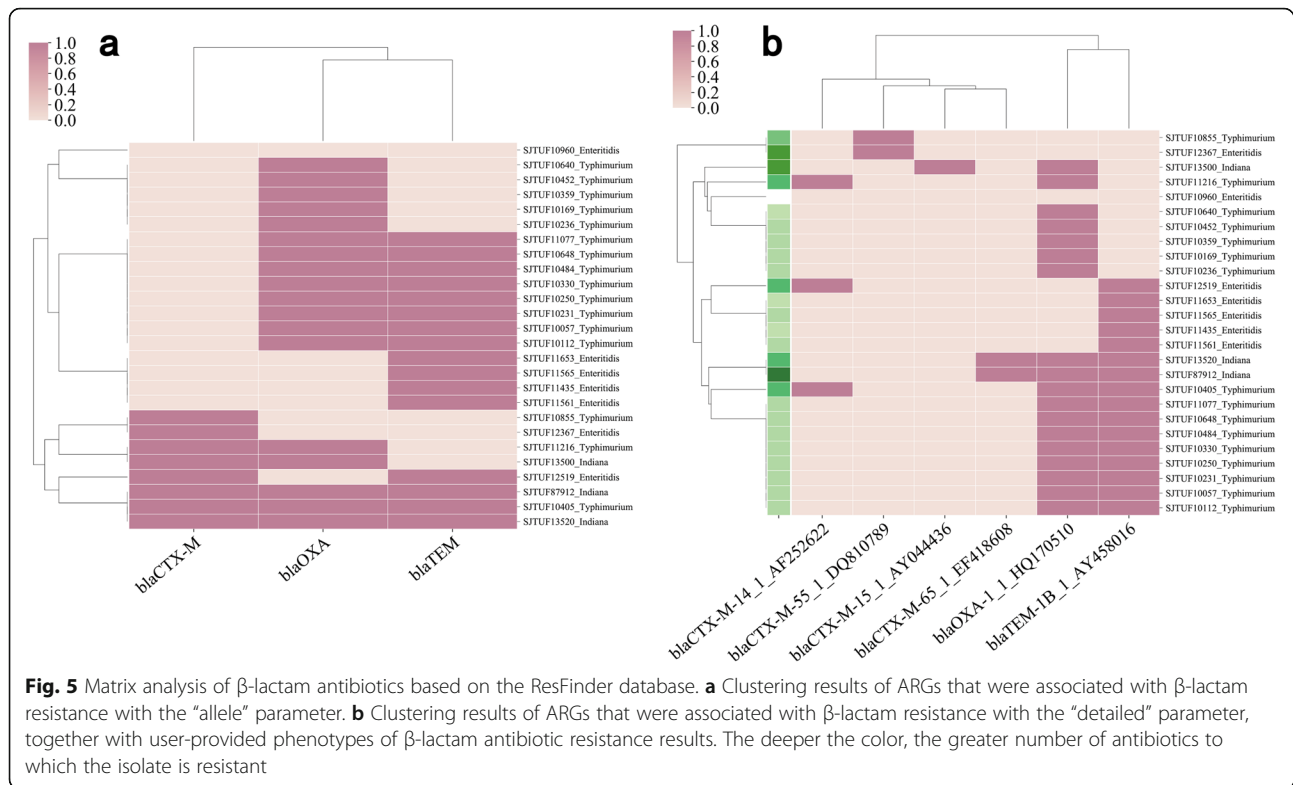 a
1.0
0.8
0.6
0.4
0.2
0.0
SJTUF10960_Enteritidis
SJTUF10640_Typhimurium
SJTUF10452_Typhimurium
SJTUF10359_Typhimurium
SJTUF10169_Typhimurium
SJTUF10236_Typhimurium
SJTUF11077_Typhimurium
SJTUF10648_Typhimurium
SJTUF10484_Typhimurium
SJTUF10330_Typhimurium
SJTUF10250_Typhimurium
SJTUF10231_Typhimurium
SJTUF10057_Typhimurium
SJTUF10112_Typhimurium
SJTUF11653_Enteritidis
SJTUF11565_Enteritidis
SJTUF11435_Enteritidis
SJTUF11561_Enteritidis
SJTUF10855_Typhimurium
SJTUF12367_Enteritidis
SJTUF11216_Typhimurium
SJTUF13500_Indiana
SJTUF12519_Enteritidis
SJTUF87912_Indiana
SJTUF10405_Typhimurium
SJTUF13520_Indiana
blaCTX-M
blaOXA
blaTEM
b
1.0
0.8
0.6
0.4
0.2
0.0
SJTUF10855_Typhimurium
SJTUF12367_Enteritidis
SJTUF13500_Indiana
SJTUF11216_Typhimurium
SJTUF10960_Enteritidis
SJTUF10640_Typhimurium
SJTUF10452_Typhimurium
SJTUF10359_Typhimurium
SJTUF10169_Typhimurium
SJTUF10236_Typhimurium
SJTUF12519_Enteritidis
SJTUF11653_Enteritidis
SJTUF11565_Enteritidis
SJTUF11435_Enteritidis
SJTUF11561_Enteritidis
SJTUF13520_Indiana
SJTUF87912_Indiana
SJTUF10405_Typhimurium
SJTUF11077_Typhimurium
SJTUF10648_Typhimurium
SJTUF10484_Typhimurium
SJTUF10330_Typhimurium
SJTUF10250_Typhimurium
SJTUF10231_Typhimurium
SJTUF10057_Typhimurium
SJTUF10112_Typhimurium
blaCTX-M-14_1_AF252622
blaCTX-M-55_1_DQ810789
blaCTX-M-15_1_AY044436
blaCTX-M-65_1_EF418608
blaOXA-1_1_HQ170510
blaTEM-1B_1_AY458016
Fig. 5 Matrix analysis of β-lactam antibiotics based on the ResFinder database. a Clustering results of ARGs that were associated with β-lactam
resistance with the “allele” parameter. b Clustering results of ARGs that were associated with β-lactam resistance with the “detailed” parameter,
together with user-provided phenotypes of β-lactam antibiotic resistance results. The deeper the color, the greater number of antibiotics to
which the isolate is resistant